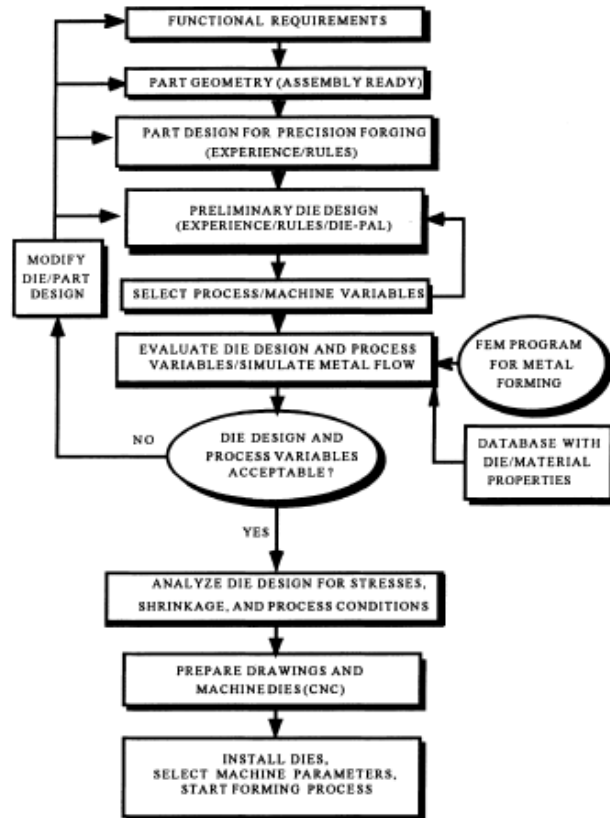 FUNCTIONAL REQUIREMENTS
PART GEOMETRY (ASSEMBLY READY)
PART DESIGN FOR PRECISION FORGING
(EXPERIENCE/RULES)
PRELIMINARY DIE DESIGN
(EXPERIENCE/RULES/DIE-PAL)
MODIFY
DIE/PART
DESIGN
SELECT PROCESS/MACHINE VARIABLES
EVALUATE DIE DESIGN AND PROCESS
VARIABLES/SIMULATE METAL FLOW
FEM PROGRAM
FOR METAL
FORMING
NO
DIE DESIGN AND
PROCESS VARIABLES
ACCEPTABLE?
DATABASE WITH
DIE/MATERIAL
PROPERTIES
YES
ANALYZE DIE DESIGN FOR STRESSES,
SHRINKAGE, AND PROCESS CONDITIONS
PREPARE DRAWINGS AND
MACHINE DIES (CNC)
INSTALL DIES,
SELECT MACHINE PARAMETERS,
START FORMING PROCESS